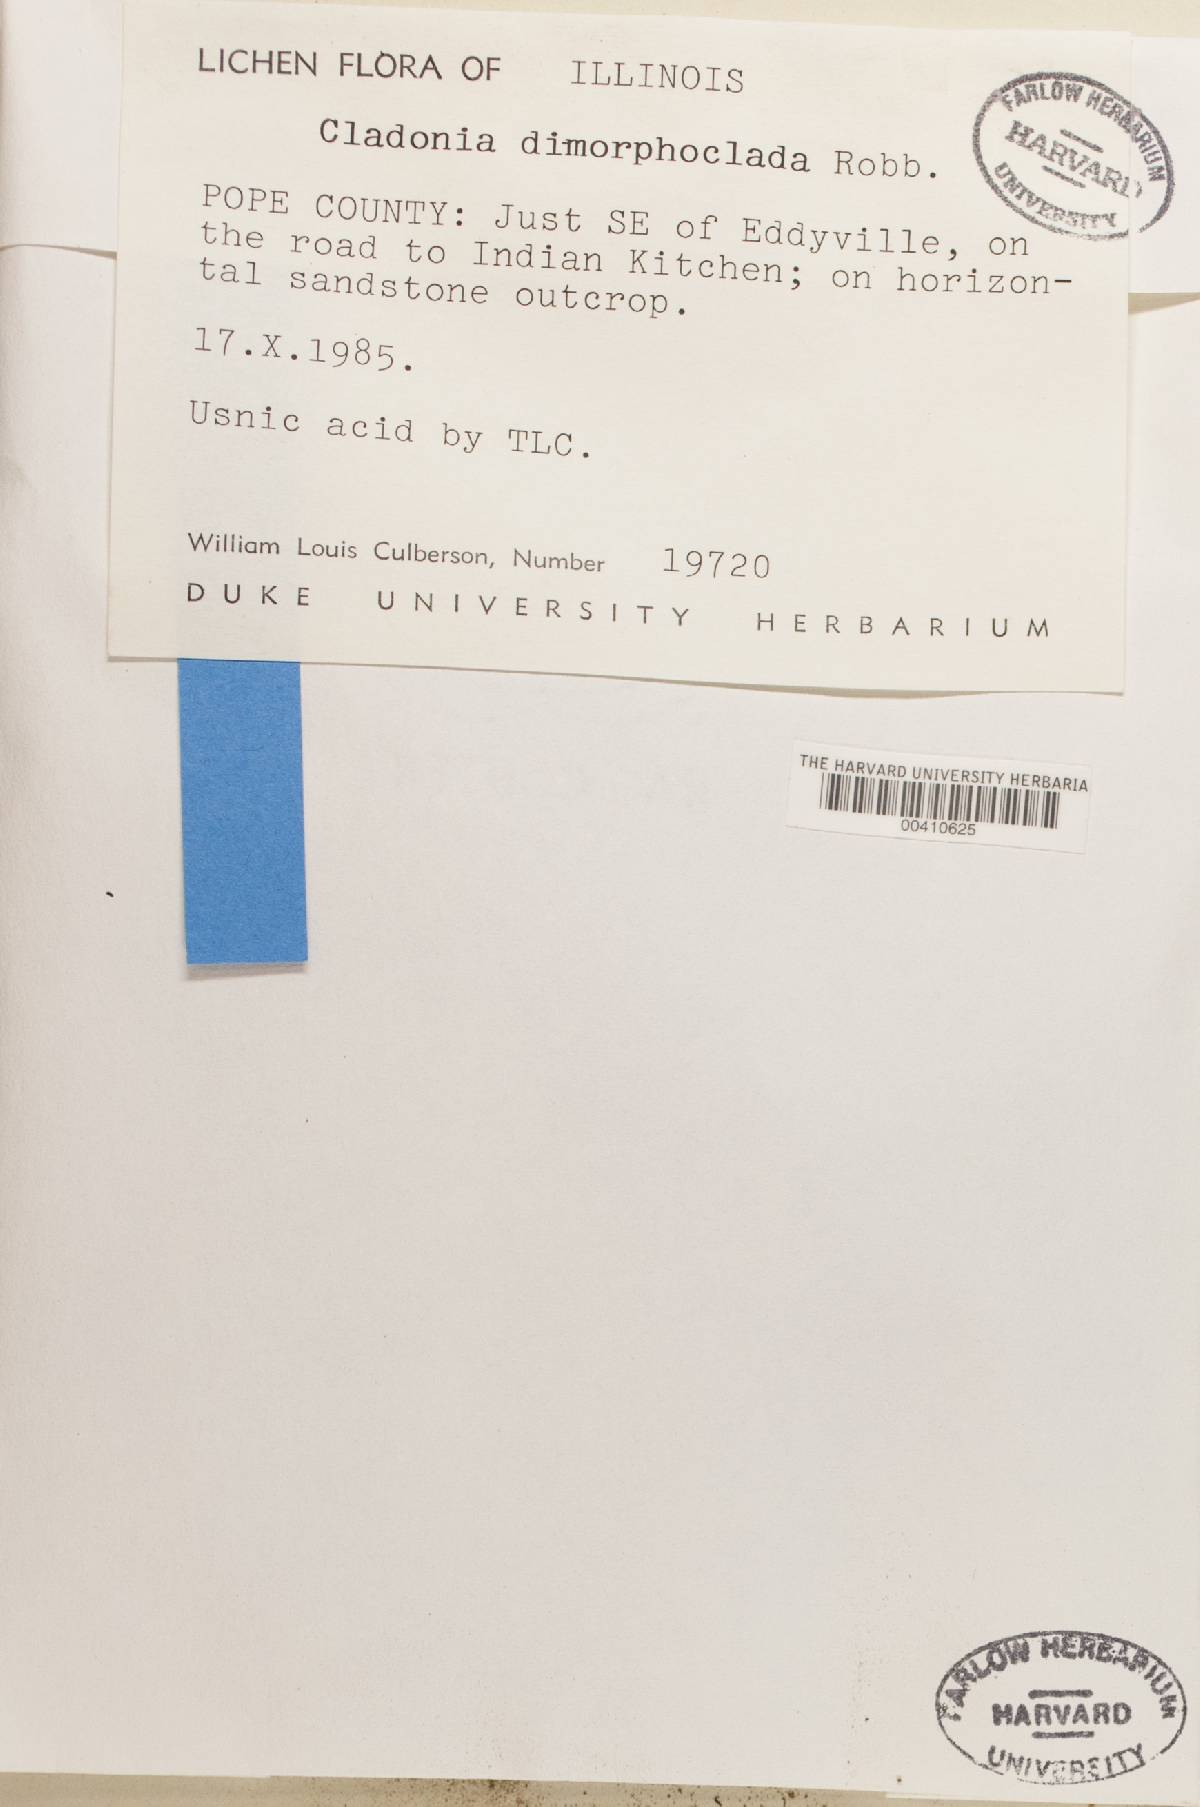 LICHEN FLORA OF ILLINOIS
FARLOW HERBARIUM
HARVARD
UNIVERSITY
Cladonia dimorphoclada Robb.
POPE COUNTY: Just SE of Eddyville, on
the road to Indian Kitchen; on horizon-
tal sandstone outcrop.
17.X.1985.
Usnic acid by TLC.
William Louis Culberson, Number 19720
DUKE UNIVERSITY HERBARIUM
THE HARVARD UNIVERSITY HERBARIA
00410625
FARLOW HERBARIUM
HARVARD
UNIVERSITY